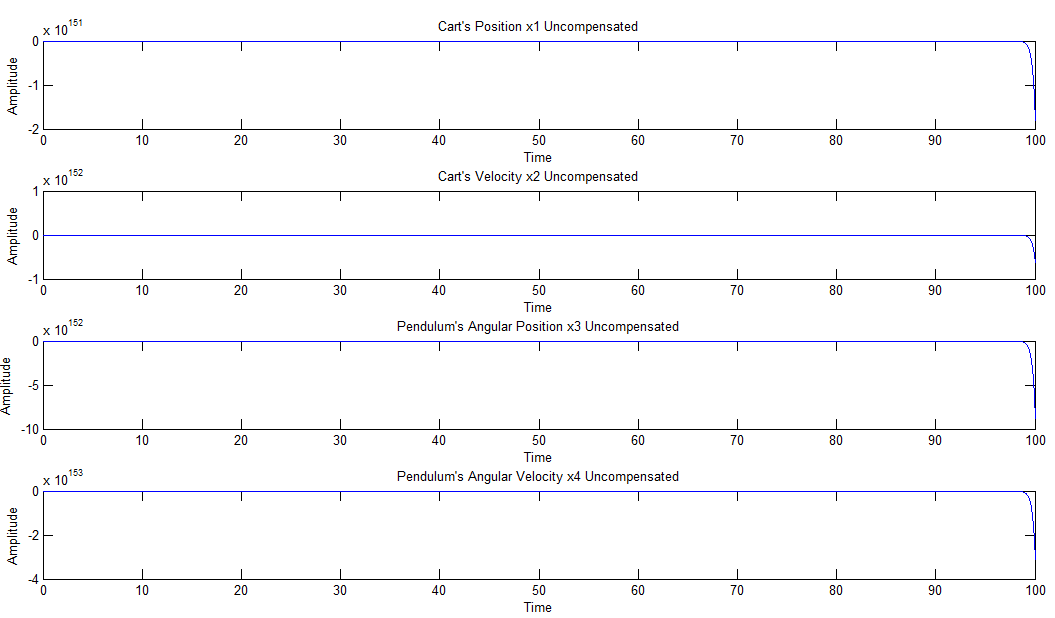 Cart's Position x1 Uncompensated
x 10^151
0
-1
-2
Amplitude
0 10 20 30 40 50 60 70 80 90 100
Time
Cart's Velocity x2 Uncompensated
x 10^152
1
0
-1
Amplitude
0 10 20 30 40 50 60 70 80 90 100
Time
Pendulum's Angular Position x3 Uncompensated
x 10^152
0
-5
-10
Amplitude
0 10 20 30 40 50 60 70 80 90 100
Time
Pendulum's Angular Velocity x4 Uncompensated
x 10^153
0
-2
-4
Amplitude
0 10 20 30 40 50 60 70 80 90 100
Time